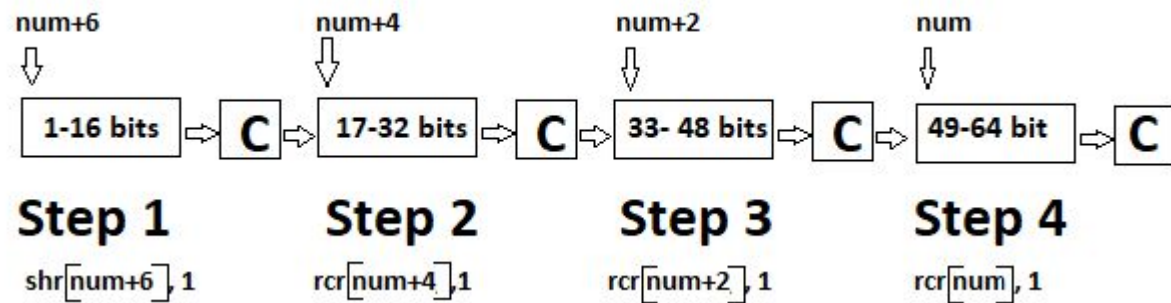 num+6 num+4 num+2 num
1-16 bits C 17-32 bits C 33- 48 bits C 49-64 bit C
Step 1 Step 2 Step 3 Step 4
shr[num+6], 1 rcr[num+4],1 rcr[num+2], 1 rcr[num], 1